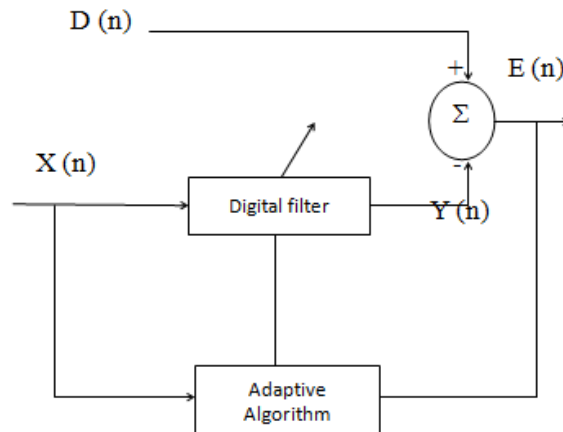 D (n)
+
E (n)
Σ
X (n)
-
Digital filter
Y (n)
Adaptive
Algorithm